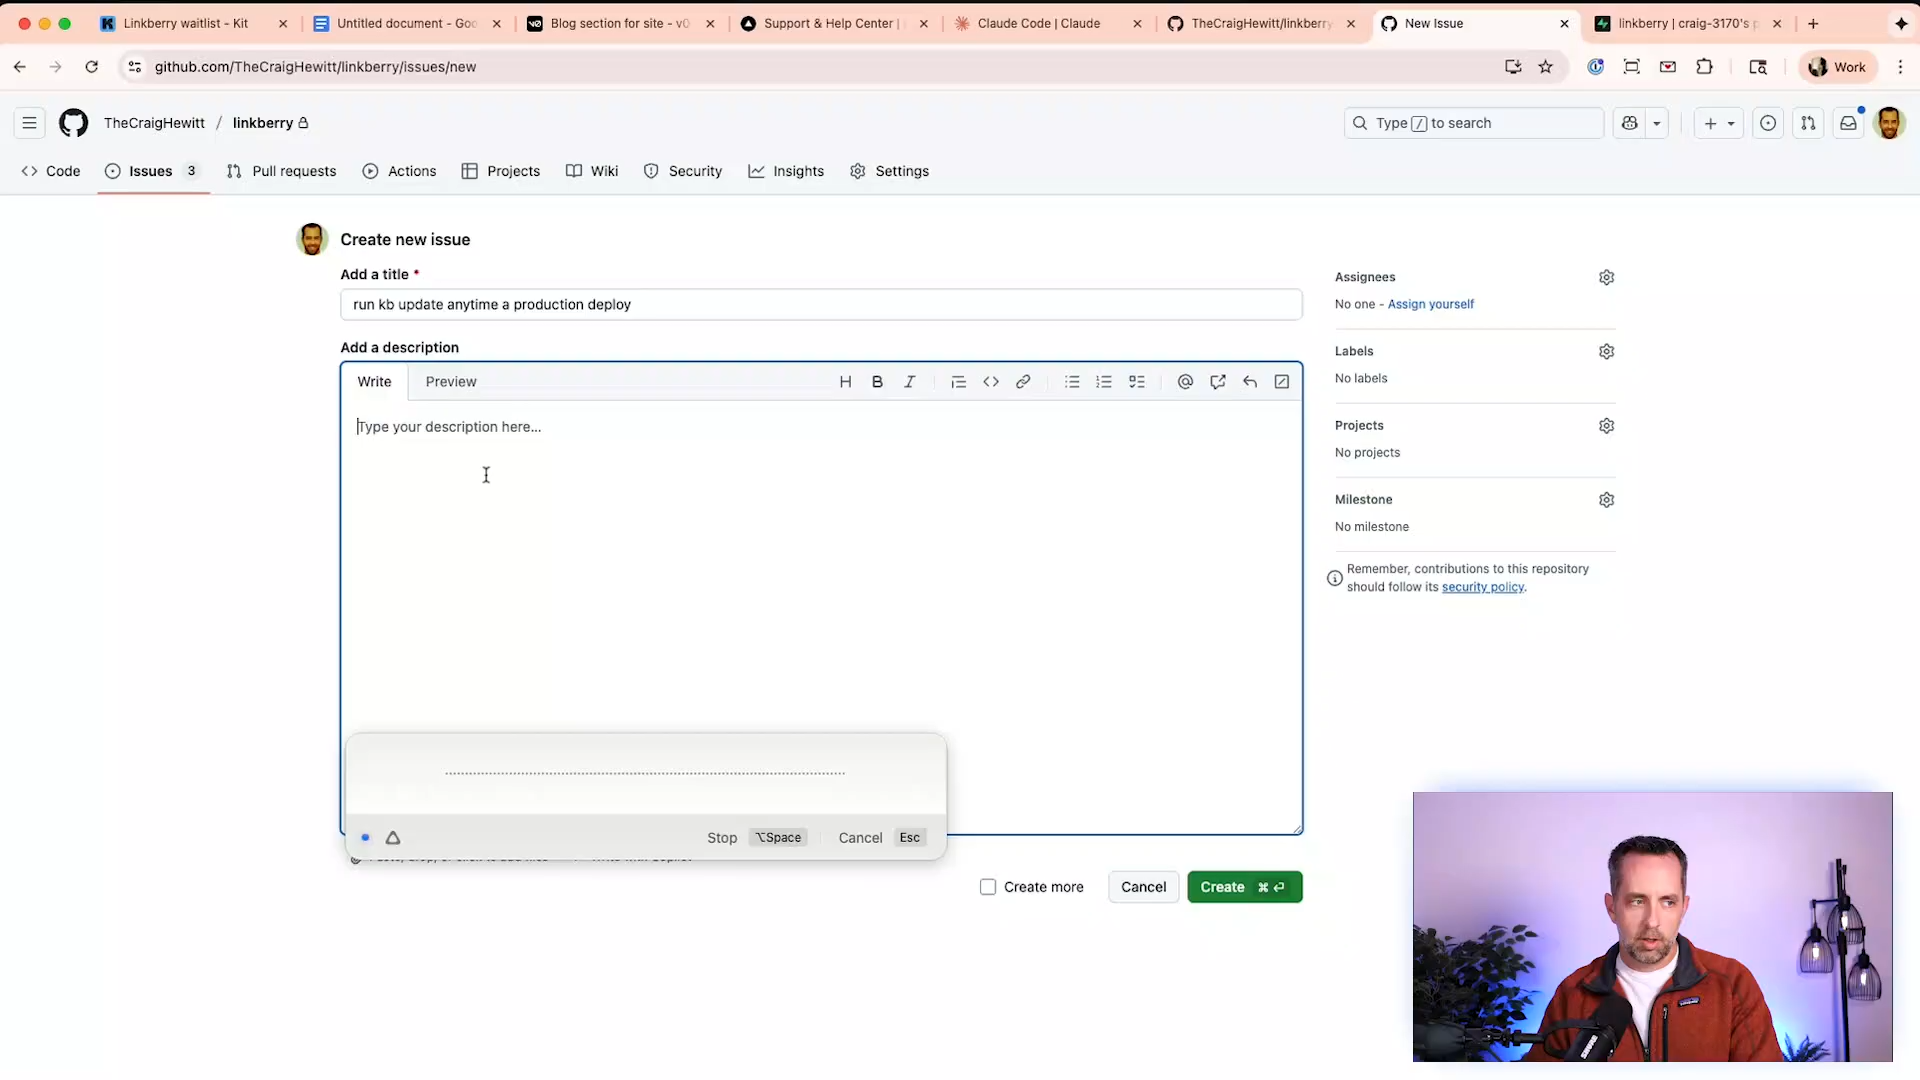 Linkberry waitlist - Kit
Untitled document - Goo
Blog section for site - v0
Support & Help Center |
Claude Code | Claude
TheCraigHewitt/linkberry
New Issue
linkberry | craig-3170's p
github.com/TheCraigHewitt/linkberry/issues/new
Work
TheCraigHewitt / linkberry
Type / to search
Code
Issues 3
Pull requests
Actions
Projects
Wiki
Security
Insights
Settings
Create new issue
Add a title *
run kb update anytime a production deploy
Add a description
Write
Preview
Type your description here...
Stop ⌥Space
Cancel Esc
Create more
Cancel
Create ⌘ ⏎
Assignees
No one - Assign yourself
Labels
No labels
Projects
No projects
Milestone
No milestone
Remember, contributions to this repository
should follow its security policy.
patagonia